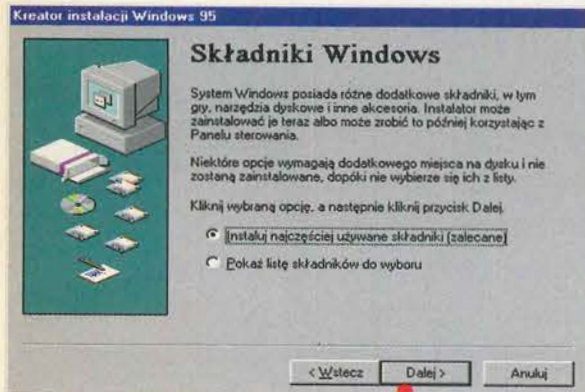 Kreator instalacji Windows 95
Składniki Windows
System Windows posiada różne dodatkowe składniki, w tym
gry, narzędzia dyskowe i inne akcesoria. Instalator może
zainstalować je teraz albo może zrobić to później korzystając z
Panelu sterowania.
Niektóre opcje wymagają dodatkowego miejsca na dysku i nie
zostaną zainstalowane, dopóki nie wybierze się ich z listy.
Kliknij wybraną opcję, a następnie kliknij przycisk Dalej.
Instaluj najczęściej używane składniki (zalecane)
Pokaż listę składników do wyboru
< Wstecz
Dalej >
Anuluj